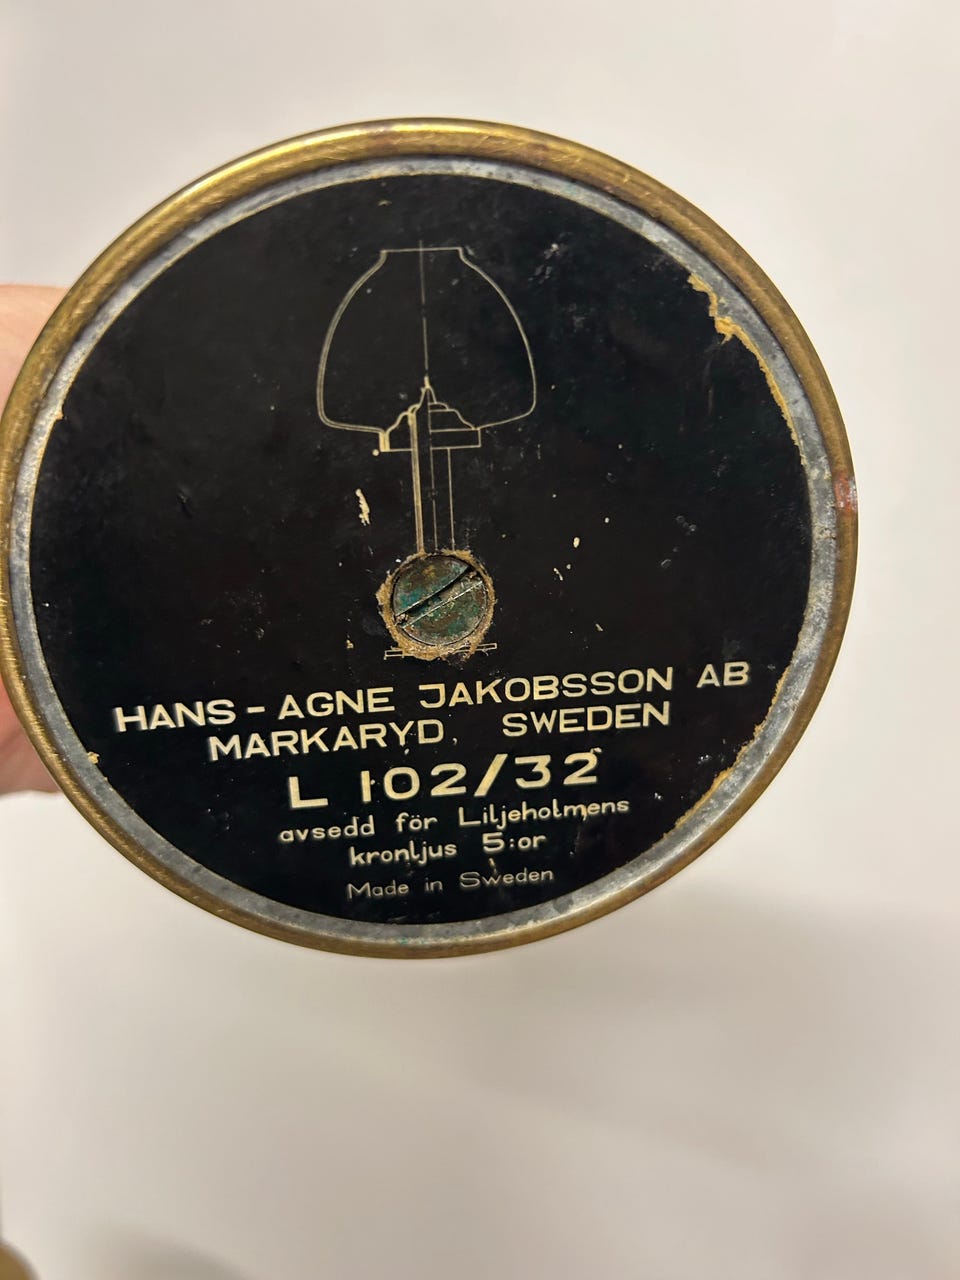 HANS-AGNE JAKOBSSON AB
MARKARYD, SWEDEN
L 102/32
avsedd för Liljeholmens
kronljus 5:or
Made in Sweden